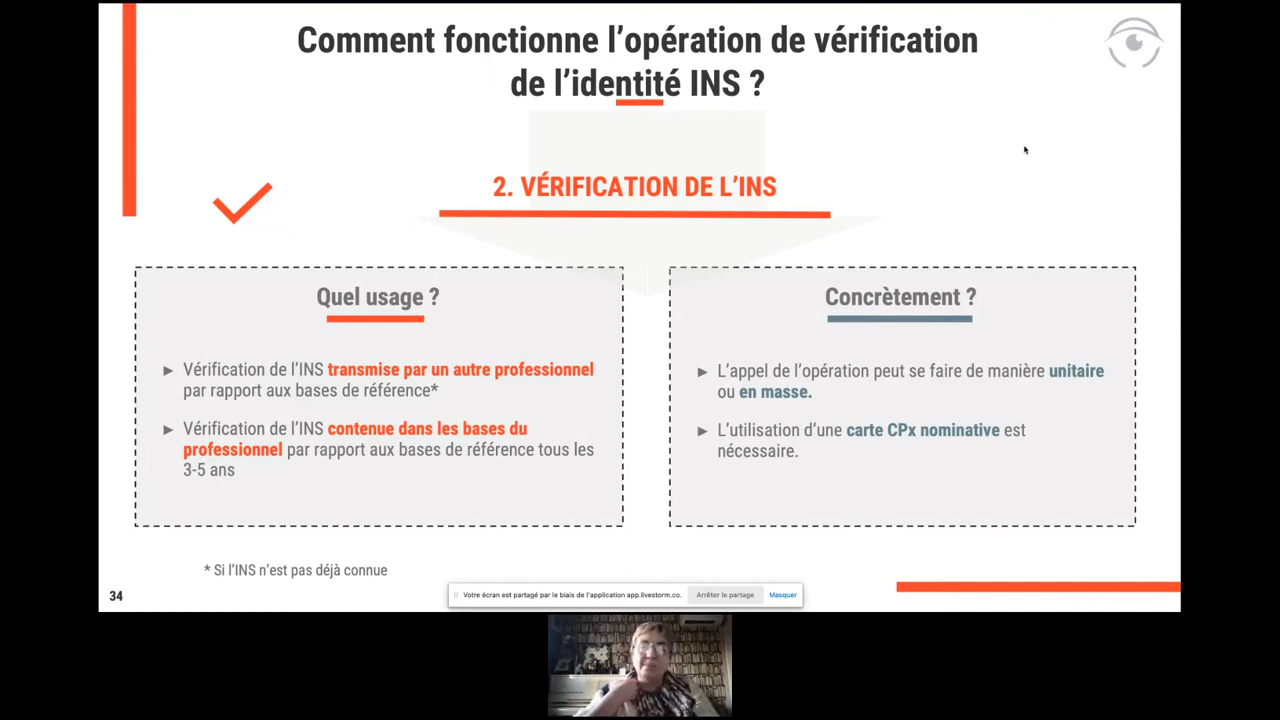 Comment fonctionne l'opération de vérification
de l'identité INS ?
2. VÉRIFICATION DE L'INS
Quel usage ?
► Vérification de l'INS transmise par un autre professionnel
par rapport aux bases de référence*
► Vérification de l'INS contenue dans les bases du
professionnel par rapport aux bases de référence tous les
3-5 ans
Concrètement ?
► L'appel de l'opération peut se faire de manière unitaire
ou en masse.
► L'utilisation d'une carte CPx nominative est
nécessaire.
* Si l'INS n'est pas déjà connue
34
Votre écran est partagé par le biais de l'application app.livestorm.co.
Arrêter le partage
Masquer